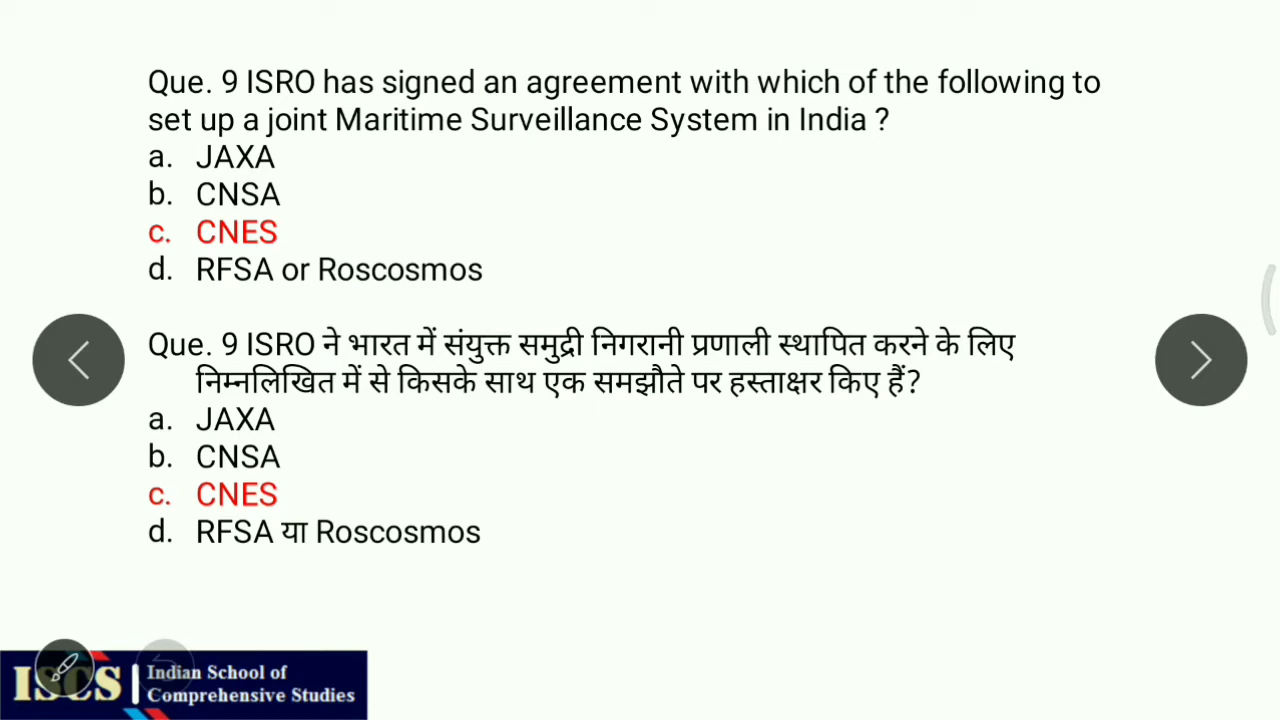 Que. 9 ISRO has signed an agreement with which of the following to
set up a joint Maritime Surveillance System in India ?
a. JAXA
b. CNSA
c. CNES
d. RFSA or Roscosmos
Que. 9 ISRO ने भारत में संयुक्त समुद्री निगरानी प्रणाली स्थापित करने के लिए
निम्नलिखित में से किसके साथ एक समझौते पर हस्ताक्षर किए हैं?
a. JAXA
b. CNSA
c. CNES
d. RFSA या Roscosmos
ISCS
Indian School of
Comprehensive Studies